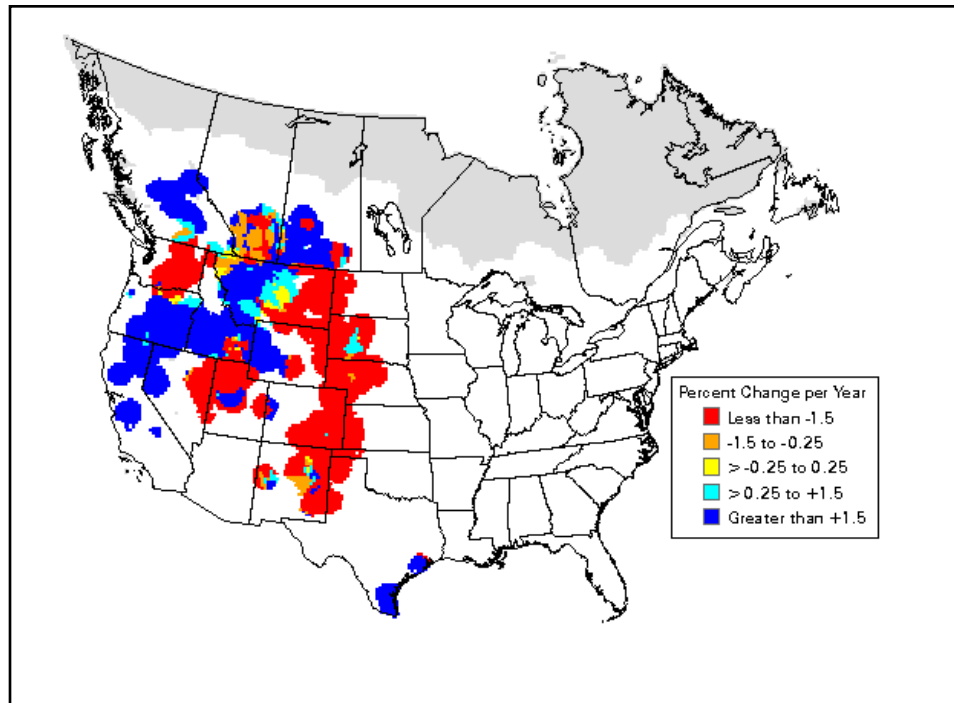 Percent Change per Year
Less than -1.5
-1.5 to -0.25
> -0.25 to 0.25
> 0.25 to +1.5
Greater than +1.5